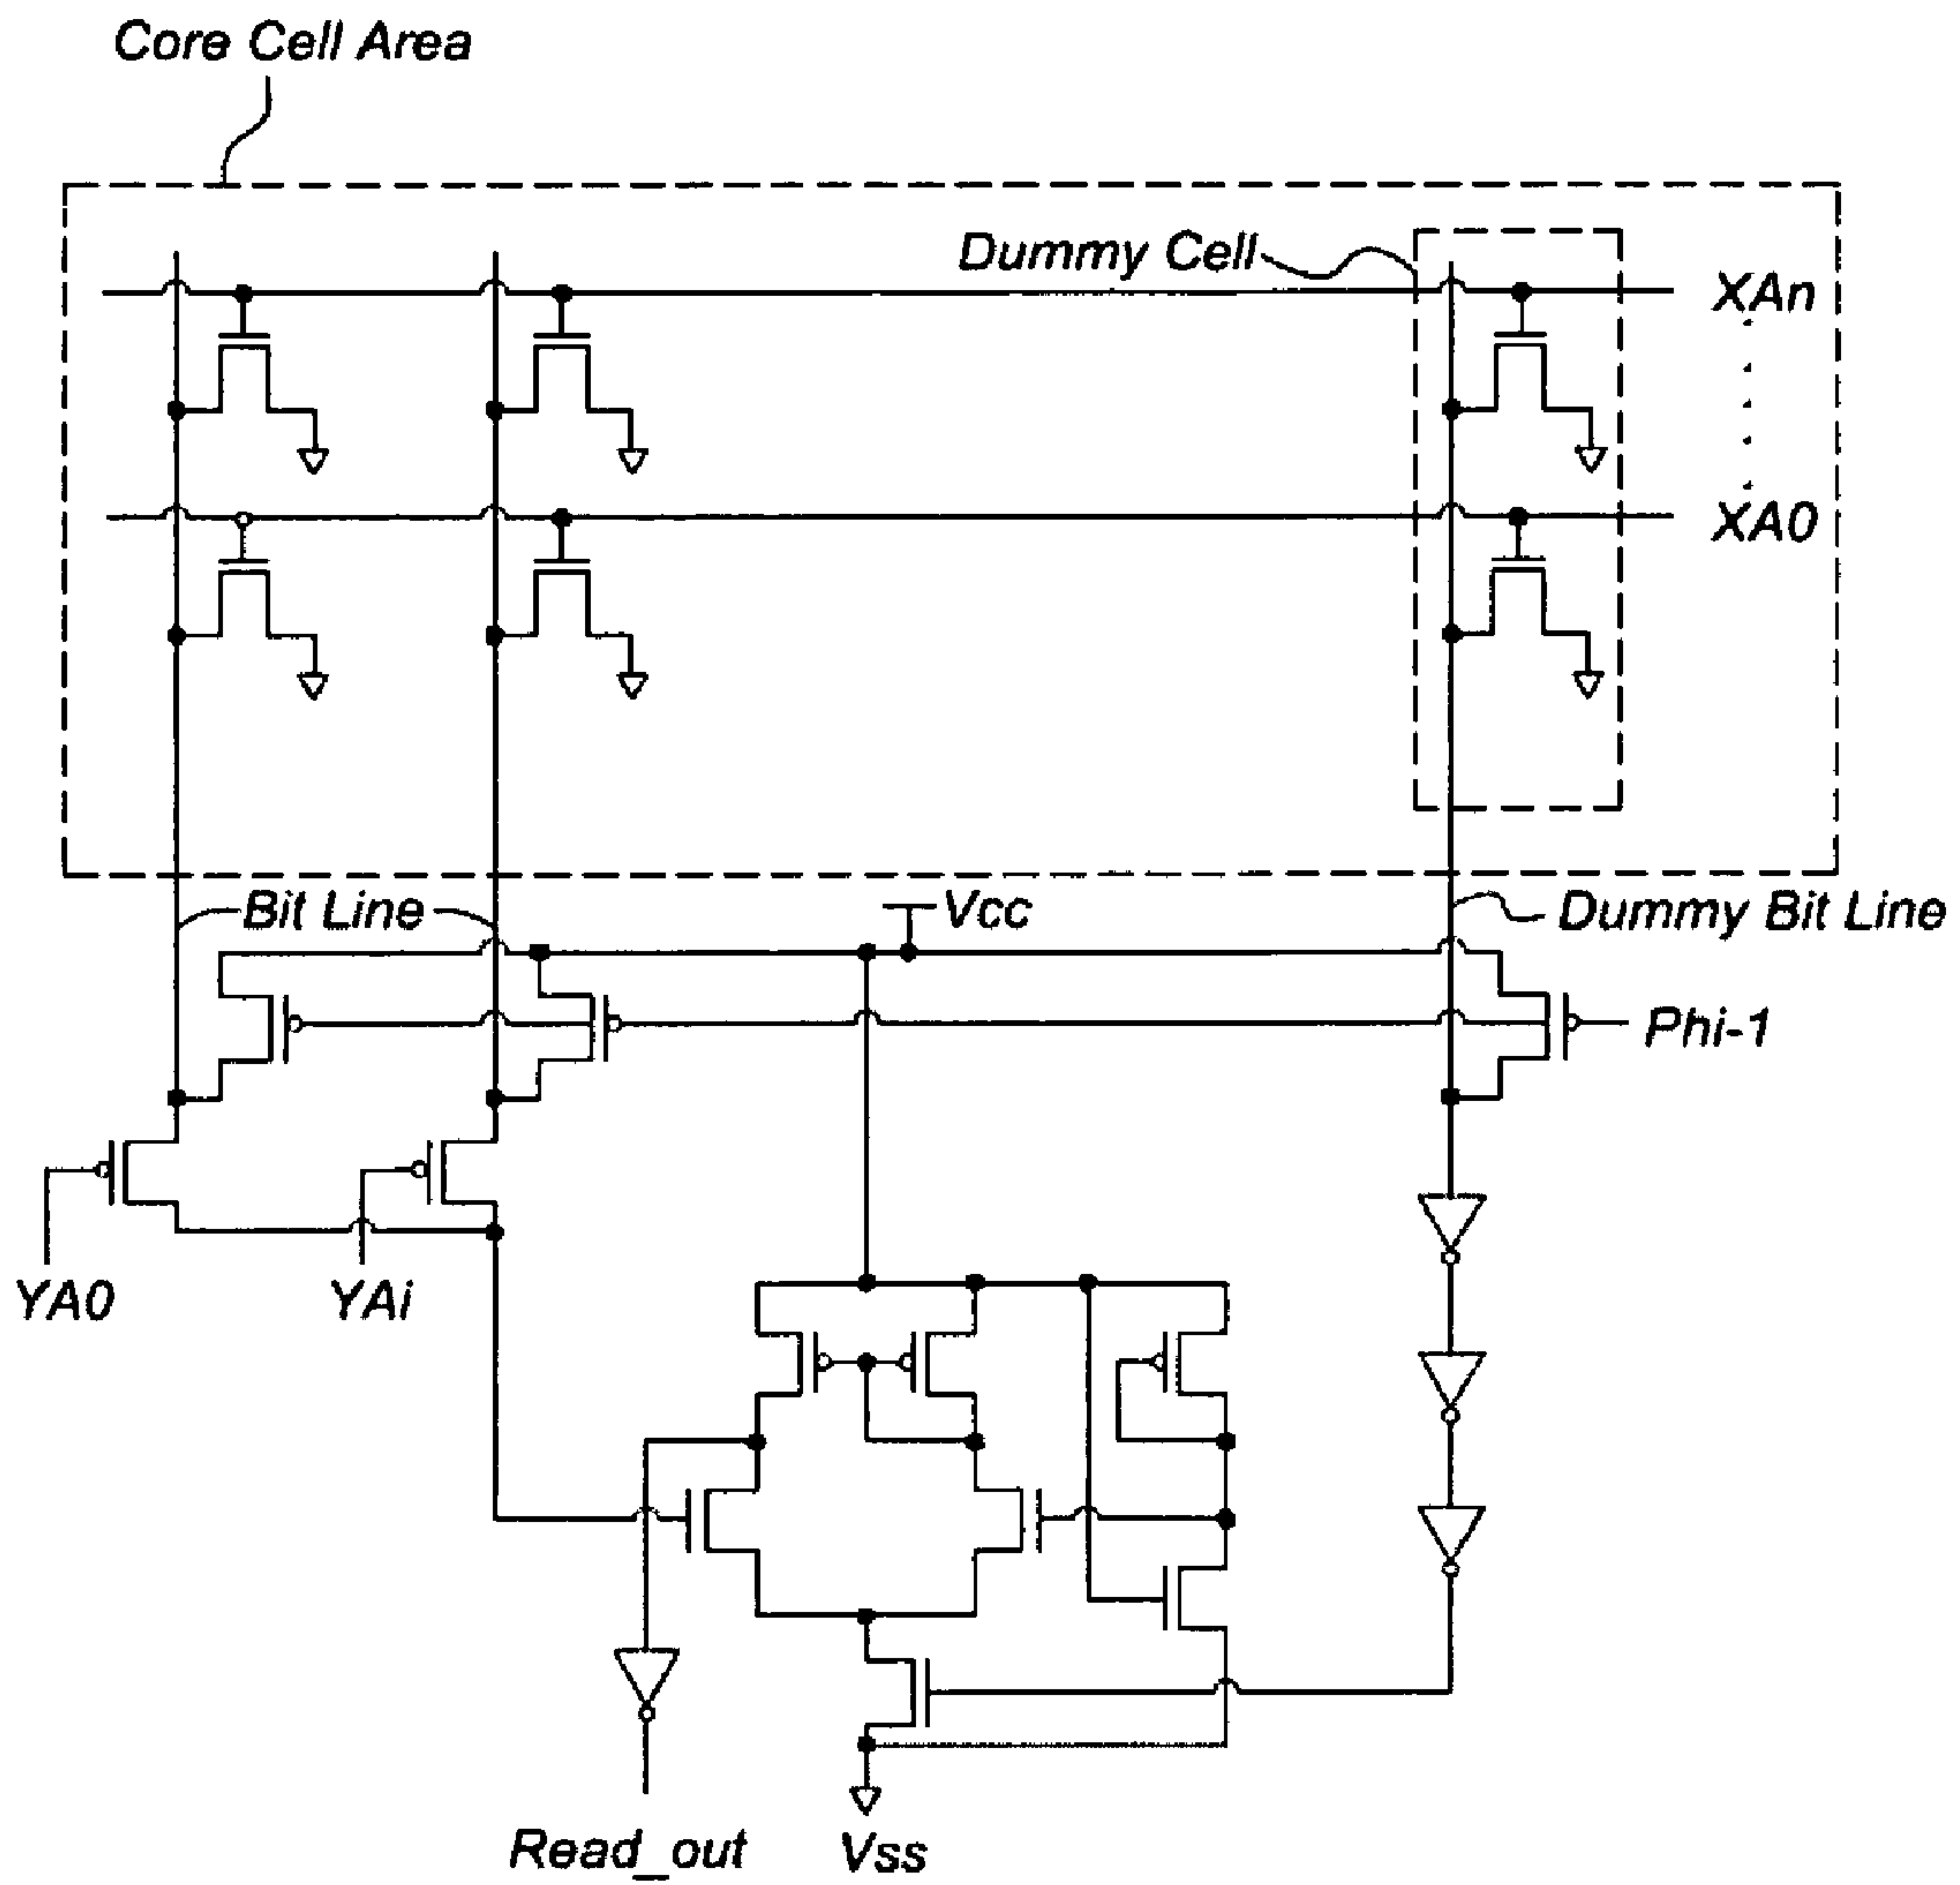 Core Cell Area
Dummy Cell
XAn
XA0
Bit Line
Vcc
Dummy Bit Line
Phi-1
YA0
YAi
Read_out
Vss